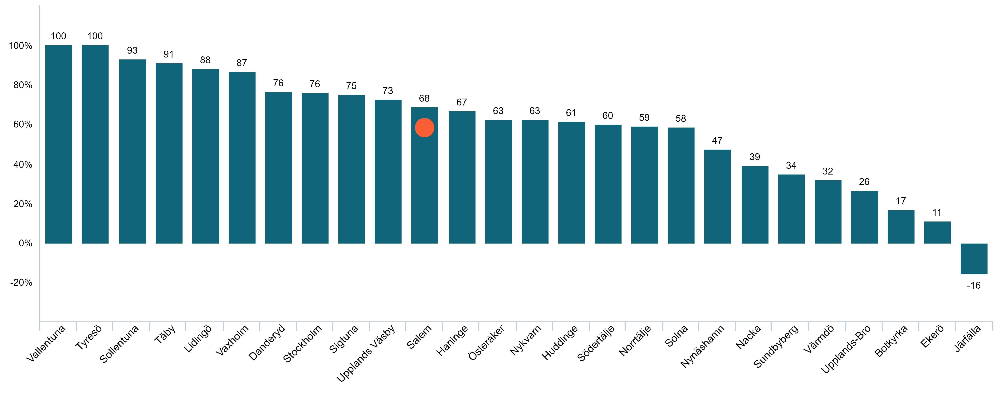 100
100
93
91
88
87
76
76
75
73
68
67
63
63
61
60
59
58
47
39
34
32
26
17
11
-16
100%
80%
60%
40%
20%
0%
-20%
Vallentuna
Tyresö
Sollentuna
Täby
Lidingö
Vaxholm
Danderyd
Stockholm
Sigtuna
Upplands Väsby
Salem
Haninge
Österåker
Nykvarn
Huddinge
Södertälje
Norrtälje
Solna
Nynäshamn
Nacka
Sundbyberg
Värmdö
Upplands-Bro
Botkyrka
Ekerö
Järfälla